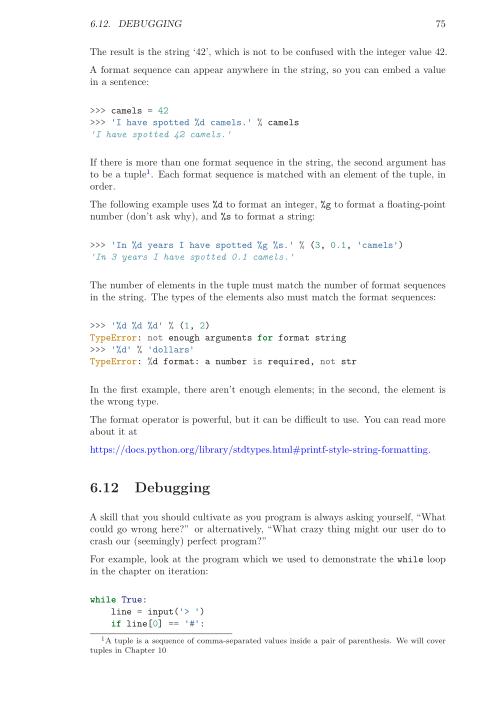 6.12. DEBUGGING 75
The result is the string ‘42’, which is not to be confused with the integer value 42.
A format sequence can appear anywhere in the string, so you can embed a value
in a sentence:
>>> camels = 42
>>> 'I have spotted %d camels.' % camels
'I have spotted 42 camels.'
If there is more than one format sequence in the string, the second argument has
to be a tuple1. Each format sequence is matched with an element of the tuple, in
order.
The following example uses %d to format an integer, %g to format a floating-point
number (don’t ask why), and %s to format a string:
>>> 'In %d years I have spotted %g %s.' % (3, 0.1, 'camels')
'In 3 years I have spotted 0.1 camels.'
The number of elements in the tuple must match the number of format sequences
in the string. The types of the elements also must match the format sequences:
>>> '%d %d %d' % (1, 2)
TypeError: not enough arguments for format string
>>> '%d' % 'dollars'
TypeError: %d format: a number is required, not str
In the first example, there aren’t enough elements; in the second, the element is
the wrong type.
The format operator is powerful, but it can be difficult to use. You can read more
about it at
https://docs.python.org/library/stdtypes.html#printf-style-string-formatting.
6.12 Debugging
A skill that you should cultivate as you program is always asking yourself, “What
could go wrong here?” or alternatively, “What crazy thing might our user do to
crash our (seemingly) perfect program?”
For example, look at the program which we used to demonstrate the while loop
in the chapter on iteration:
while True:
    line = input('> ')
    if line[0] == '#':
1A tuple is a sequence of comma-separated values inside a pair of parenthesis. We will cover
tuples in Chapter 10